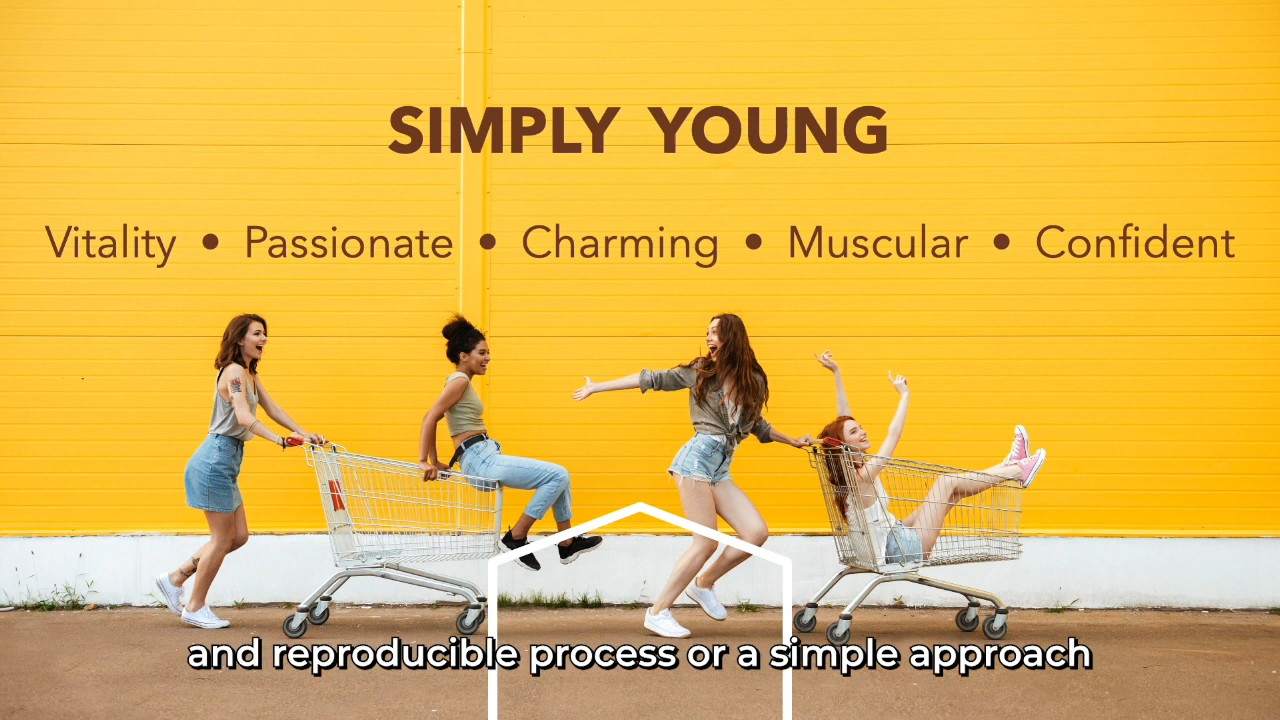 SIMPLY YOUNG
Vitality • Passionate • Charming • Muscular • Confident
and reproducible process or a simple approach